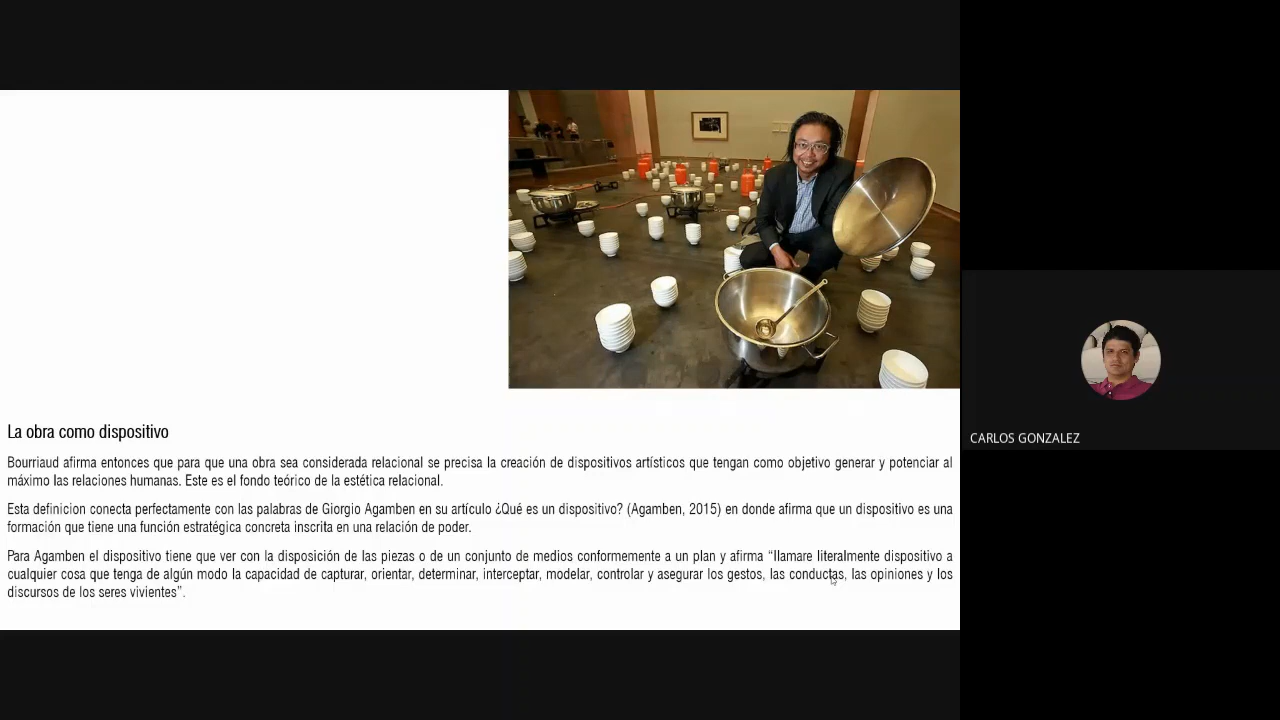 La obra como dispositivo
Bourriaud afirma entonces que para que una obra sea considerada relacional se precisa la creación de dispositivos artísticos que tengan como objetivo generar y potenciar al
máximo las relaciones humanas. Este es el fondo teórico de la estética relacional.
Esta definicion conecta perfectamente con las palabras de Giorgio Agamben en su artículo ¿Qué es un dispositivo? (Agamben, 2015) en donde afirma que un dispositivo es una
formación que tiene una función estratégica concreta inscrita en una relación de poder.
Para Agamben el dispositivo tiene que ver con la disposición de las piezas o de un conjunto de medios conformemente a un plan y afirma “llamare literalmente dispositivo a
cualquier cosa que tenga de algún modo la capacidad de capturar, orientar, determinar, interceptar, modelar, controlar y asegurar los gestos, las conductas, las opiniones y los
discursos de los seres vivientes”.
CARLOS GONZALEZ